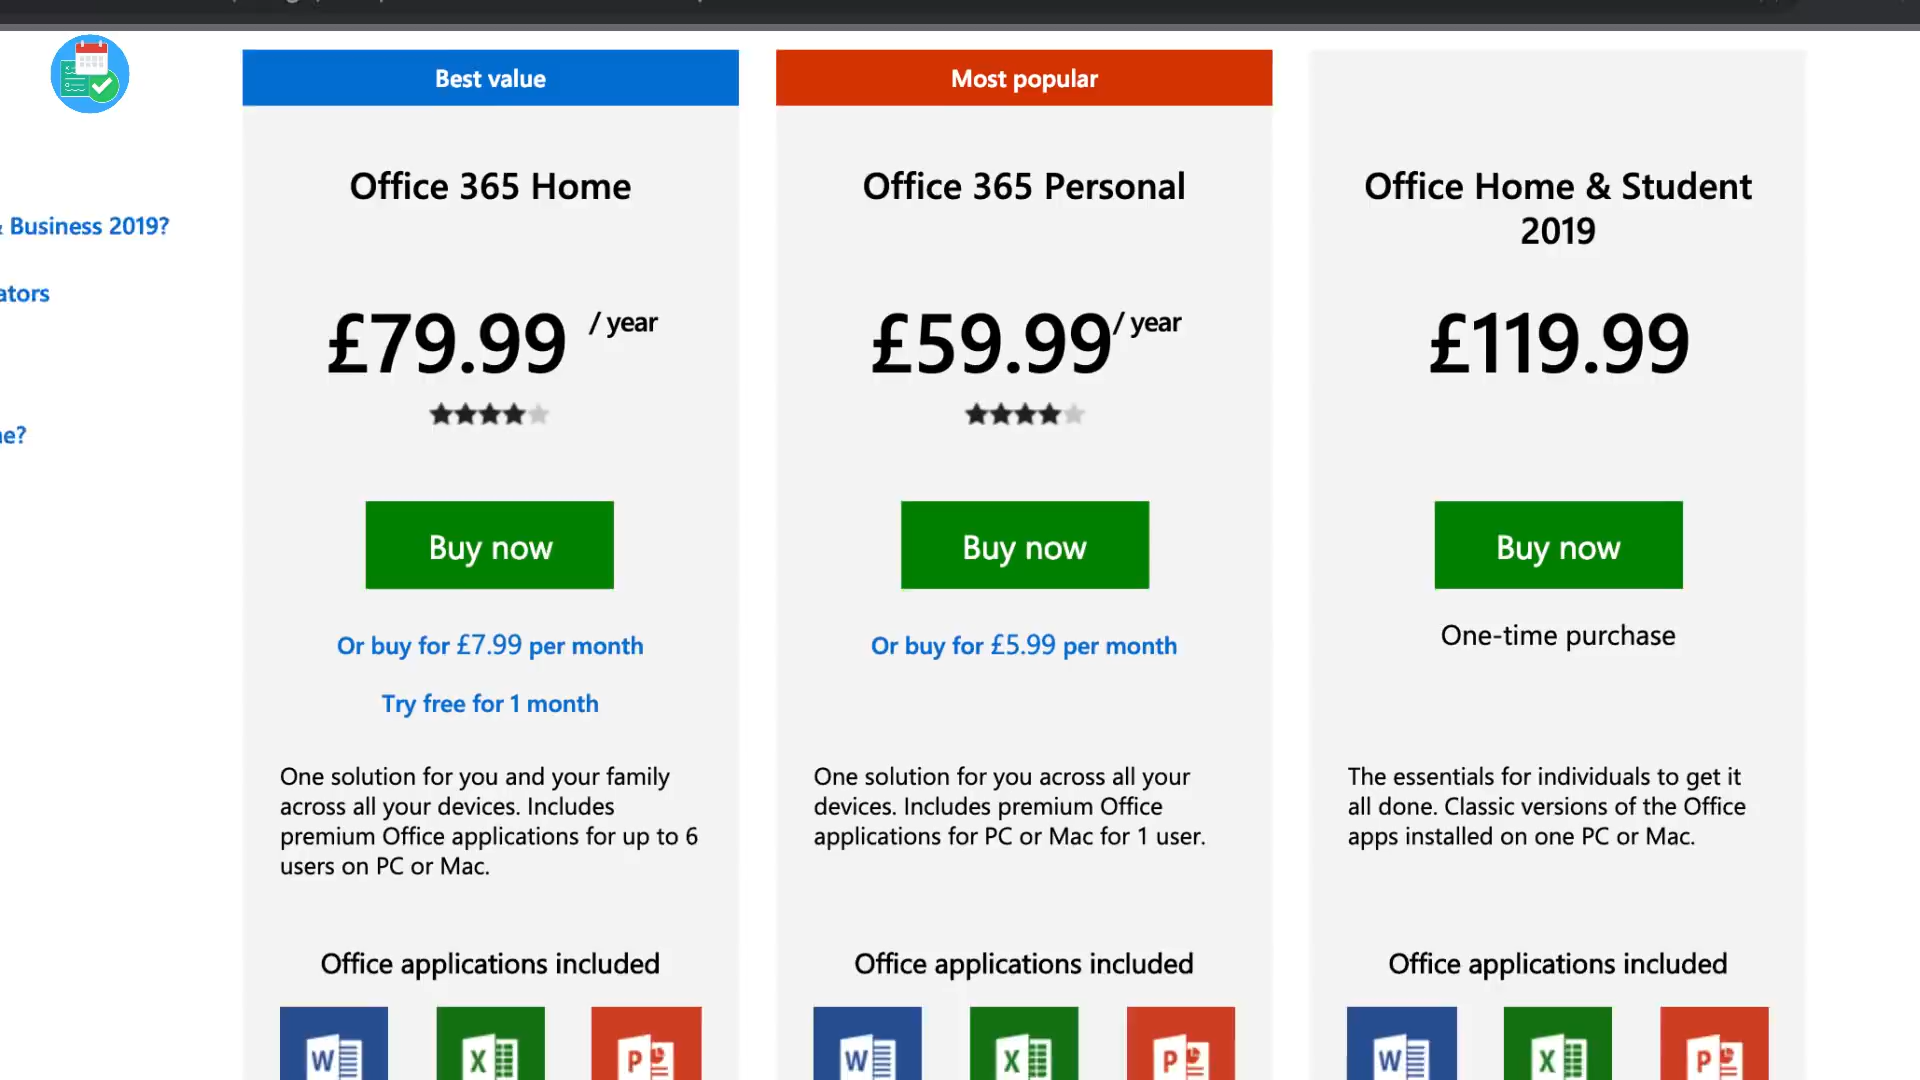 Best value
Most popular
Office 365 Home
Office 365 Personal
Office Home & Student
2019
Business 2019?
ators
£79.99 / year
£59.99 / year
£119.99
Buy now
Buy now
Buy now
Or buy for £7.99 per month
Or buy for £5.99 per month
One-time purchase
Try free for 1 month
One solution for you and your family
across all your devices. Includes
premium Office applications for up to 6
users on PC or Mac.
One solution for you across all your
devices. Includes premium Office
applications for PC or Mac for 1 user.
The essentials for individuals to get it
all done. Classic versions of the Office
apps installed on one PC or Mac.
Office applications included
Office applications included
Office applications included
W
X
P
W
X
P
W
X
P